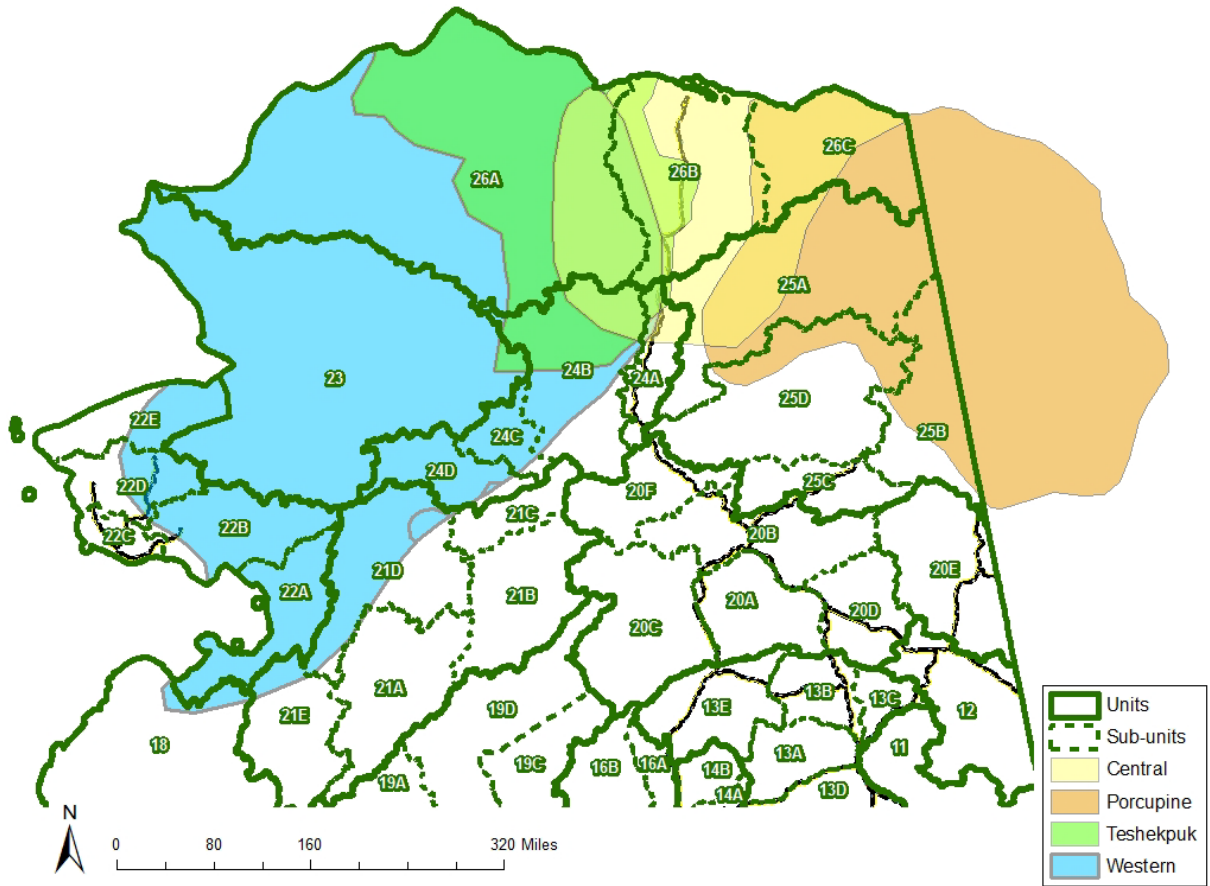 26C
26B
26A
25A
23
24B
24A
25D
22E
25B
24C
24D
22D
25C
20F
21C
22B
22C
20B
21D
20E
22A
21B
20A
20D
20C
21A
13B
13C
12
19D
13E
21E
18
11
13A
19C
16B
16A
14B
19A
13D
14A
N
0 80 160 320 Miles
Units
Sub-units
Central
Porcupine
Teshekpuk
Western